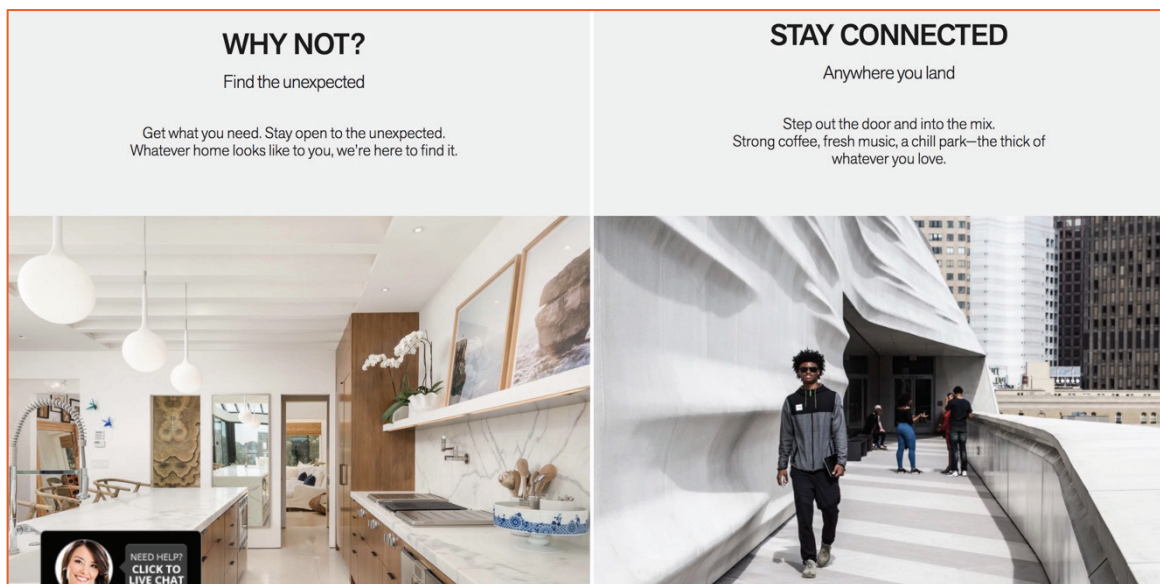 WHY NOT?
Find the unexpected
Get what you need. Stay open to the unexpected.
Whatever home looks like to you, we're here to find it.
STAY CONNECTED
Anywhere you land
Step out the door and into the mix.
Strong coffee, fresh music, a chill park—the thick of
whatever you love.
NEED HELP?
CLICK TO
LIVE CHAT